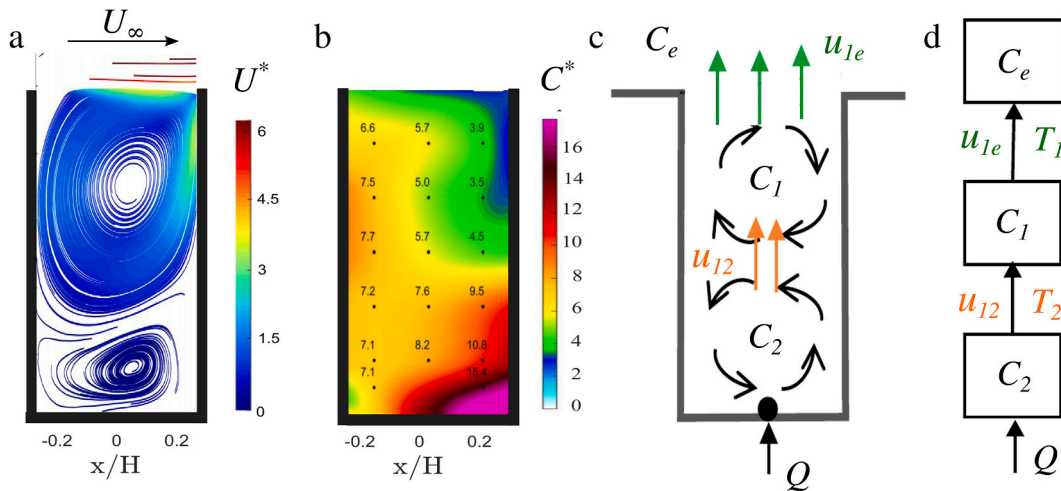 a
U∞
U*
6
4.5
3
1.5
0
-0.2 0 0.2
x/H
b
C*
6.6 5.7 3.9
7.5 5.0 3.5
7.7 5.7 4.5
7.2 7.6 9.5
7.1 8.2 10.8
7.1 15.4
16
14
12
10
8
6
4
2
0
-0.2 0 0.2
x/H
c
Ce
u1e
C1
u12
C2
Q
d
Ce
u1e T1
C1
u12 T2
C2
Q